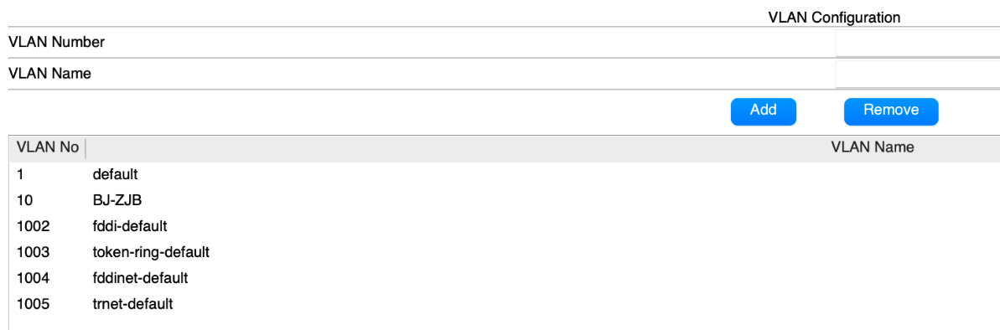 VLAN Configuration
VLAN Number
VLAN Name
Add Remove
VLAN No VLAN Name
1 default
10 BJ-ZJB
1002 fddi-default
1003 token-ring-default
1004 fddinet-default
1005 trnet-default